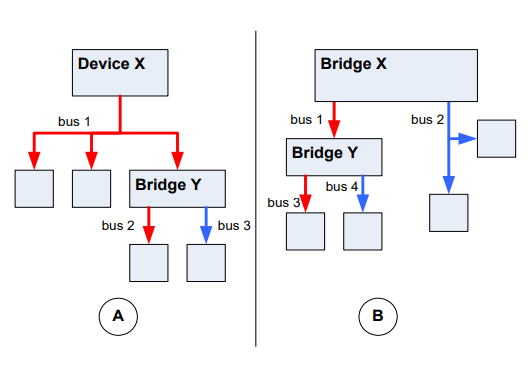 Device X
bus 1
Bridge Y
bus 2
bus 3
A
Bridge X
bus 1
bus 2
Bridge Y
bus 4
bus 3
B